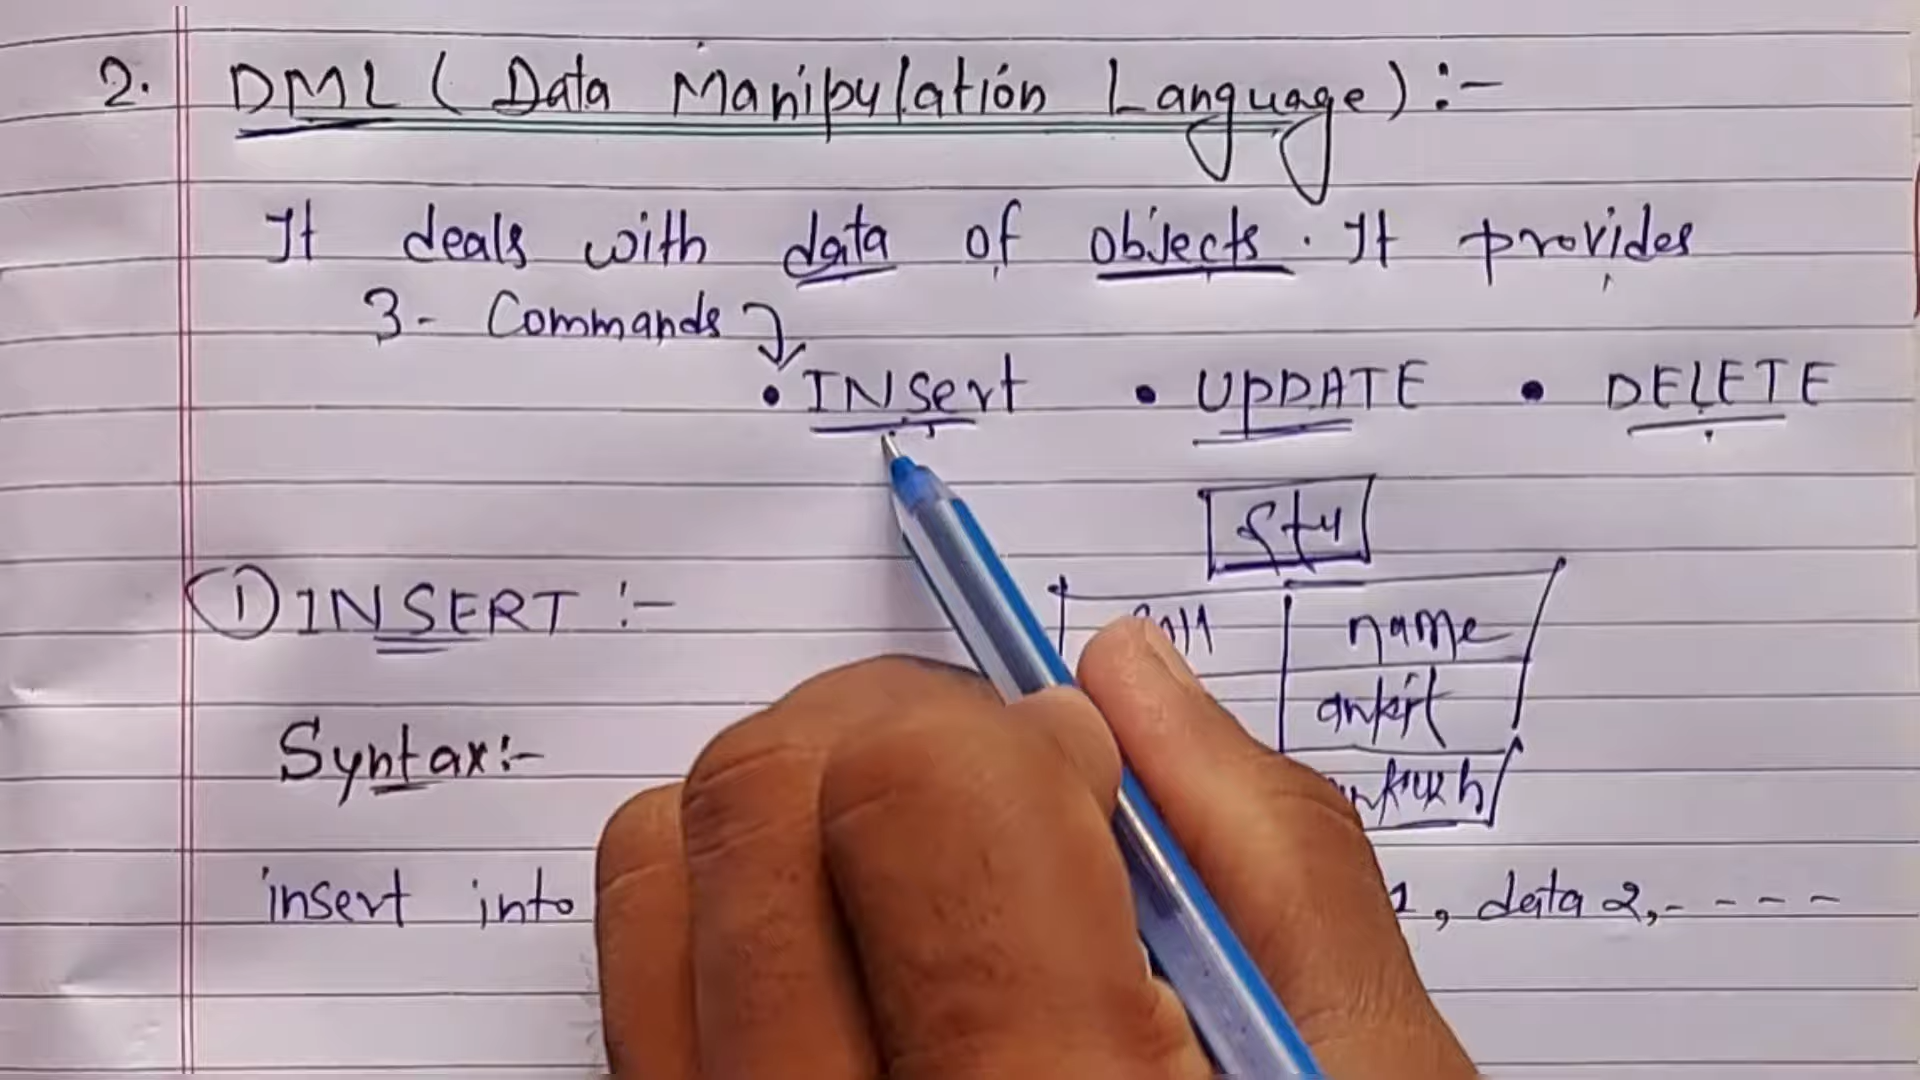 2. DML ( Data Manipulation Language ) :-
It deals with data of objects. It provides
3- Commands
• INSert • UPDATE • DELETE
stu
① INSERT :-
name
ankit
Syntax:-
insert into , data 2,- - - -